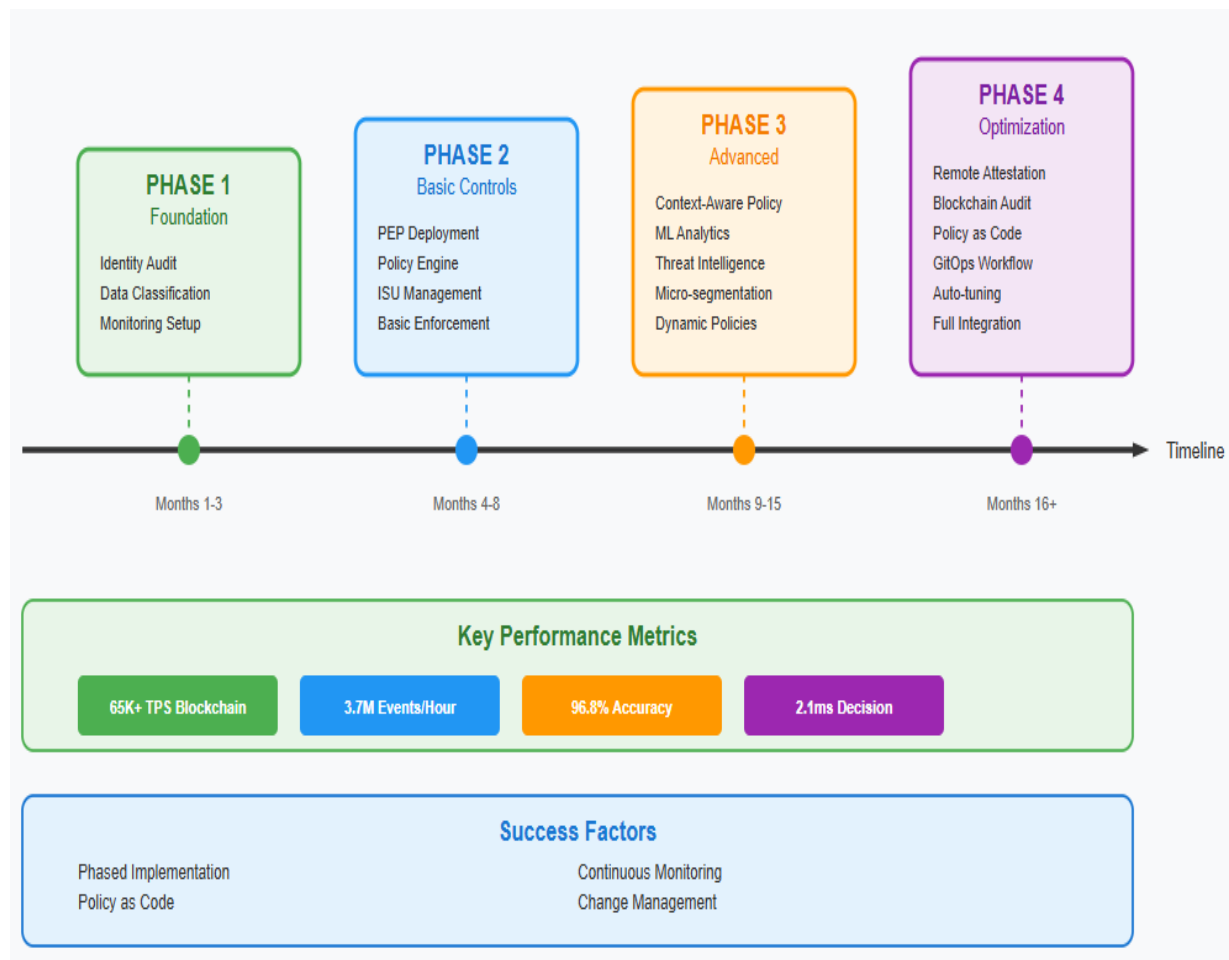 PHASE 1
Foundation
Identity Audit
Data Classification
Monitoring Setup
PHASE 2
Basic Controls
PEP Deployment
Policy Engine
ISU Management
Basic Enforcement
PHASE 3
Advanced
Context-Aware Policy
ML Analytics
Threat Intelligence
Micro-segmentation
Dynamic Policies
PHASE 4
Optimization
Remote Attestation
Blockchain Audit
Policy as Code
GitOps Workflow
Auto-tuning
Full Integration
Timeline
Months 1-3
Months 4-8
Months 9-15
Months 16+
Key Performance Metrics
65K+ TPS Blockchain
3.7M Events/Hour
96.8% Accuracy
2.1ms Decision
Success Factors
Phased Implementation
Policy as Code
Continuous Monitoring
Change Management